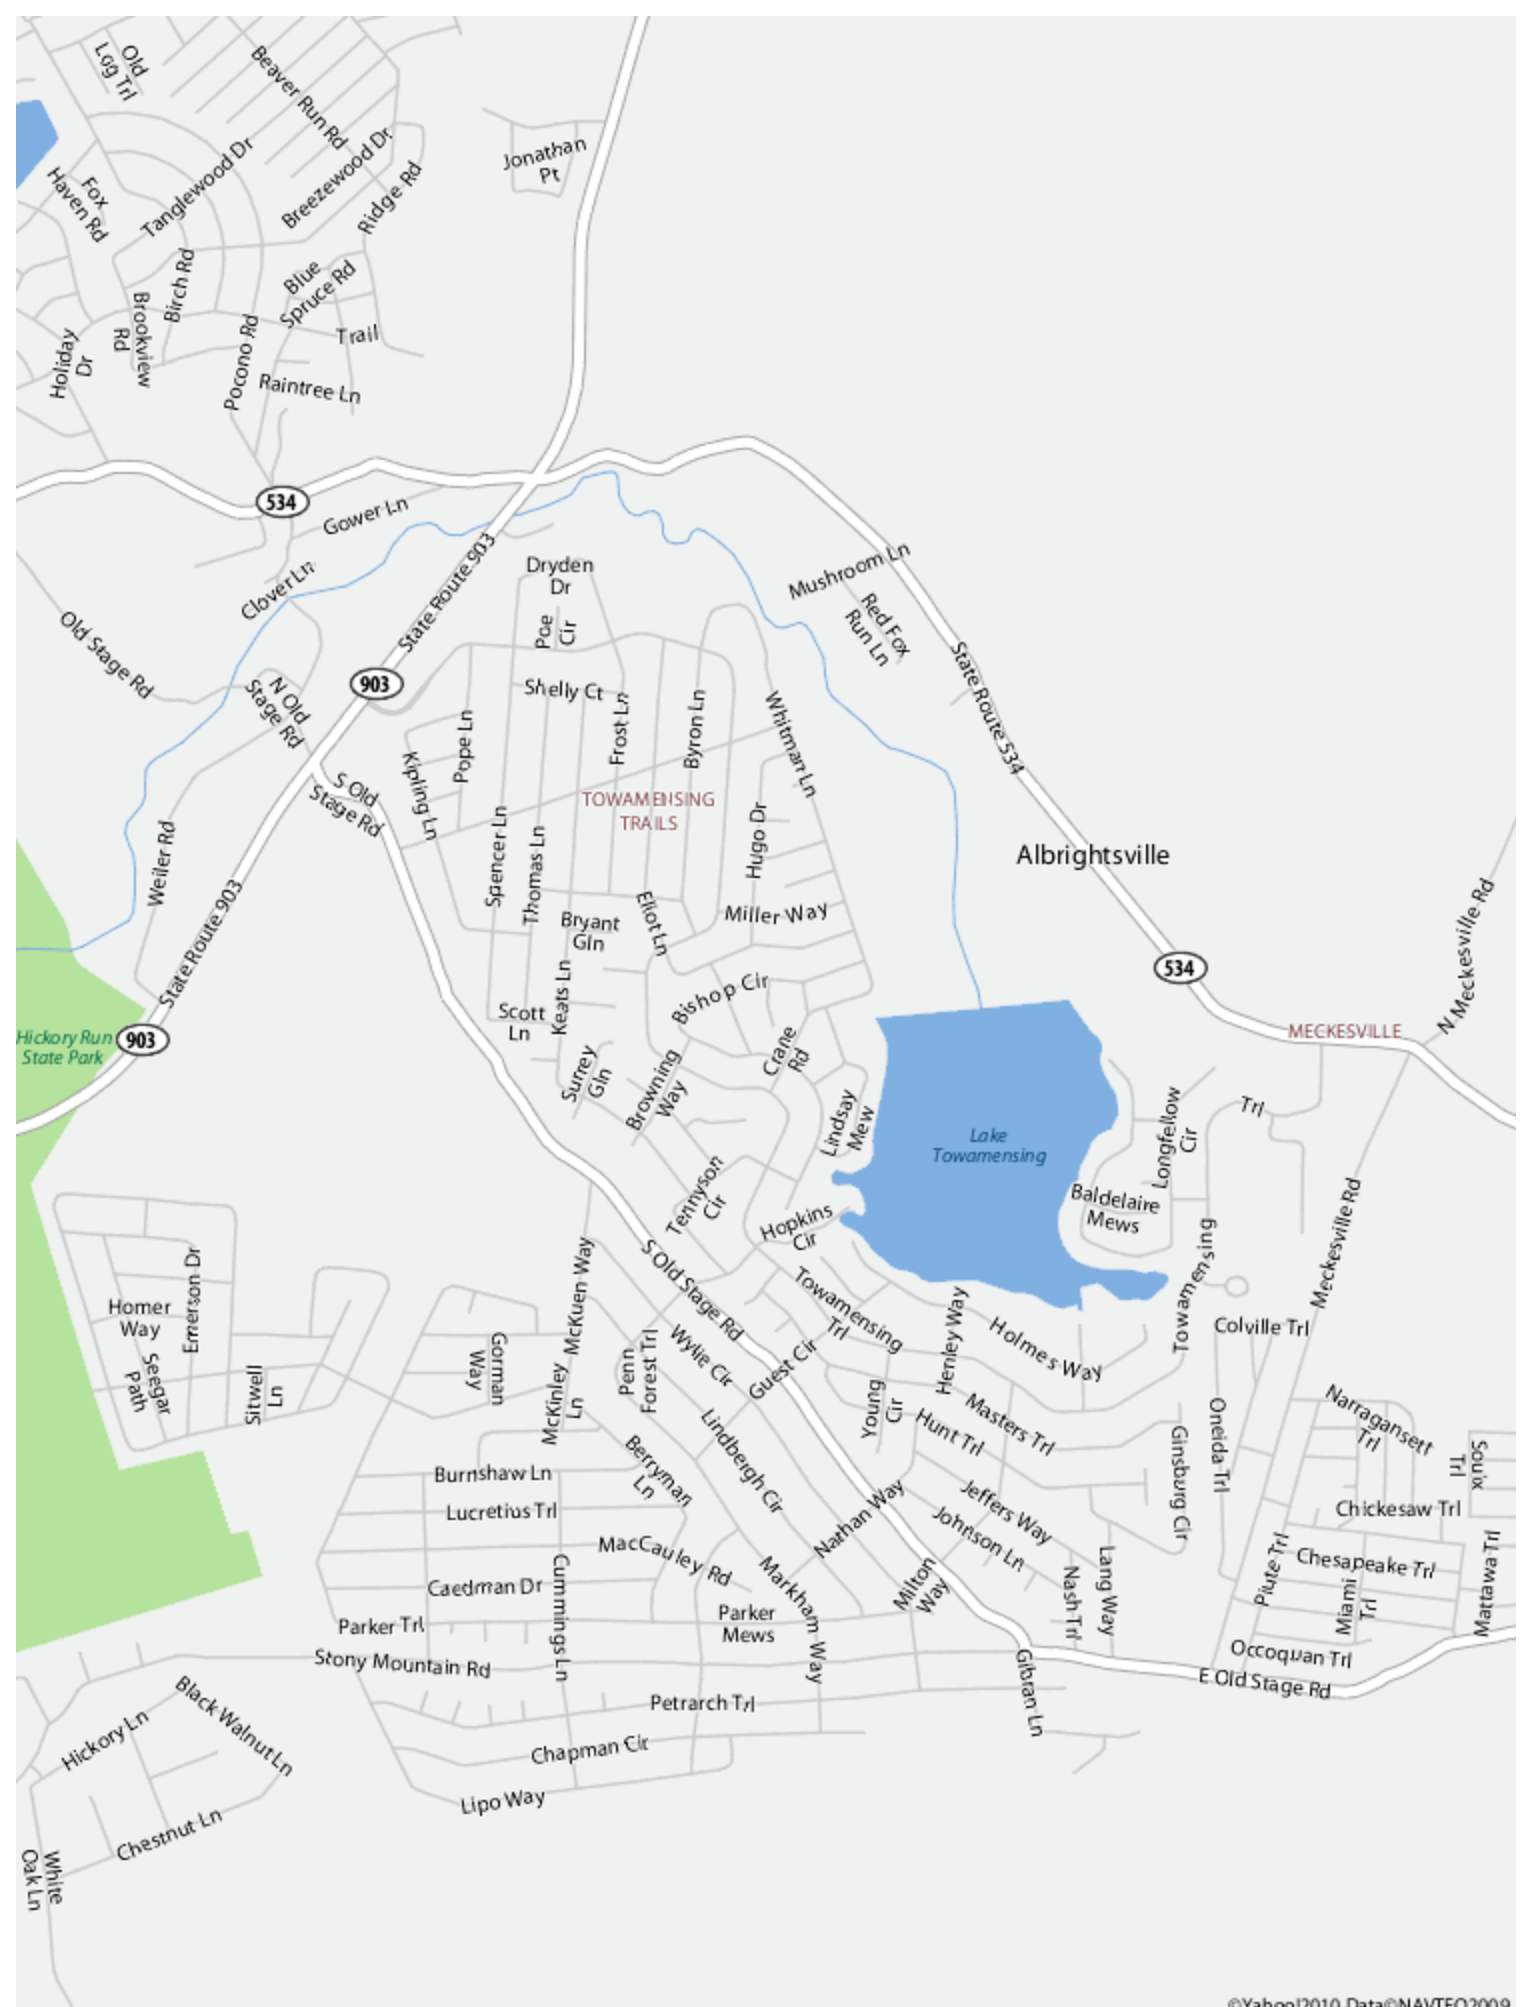 Old
Log Trl
Beaver Run Rd
Jonathan
Pt
Breezewood Dr
Tanglewood Dr
Ridge Rd
Fox
Haven Rd
Birch Rd
Blue
Spruce Rd
Brookview
Rd
Trail
Holiday
Dr
Pocono Rd
Raintree Ln
534
Gower Ln
State Route 903
Dryden
Dr
Mushroom Ln
Clover Ln
Red Fox
Run Ln
Old Stage Rd
Poe
Cir
903
N Old
Stage Rd
Shelly Ct
State Route 534
Pope Ln
Frost Ln
Byron Ln
Whitman Ln
Kipling Ln
S Old
Stage Rd
TOWAMENSING
TRAILS
Hugo Dr
Albrightsville
Weiler Rd
Spencer Ln
Thomas Ln
State Route 903
Bryant
Gln
Eliot Ln
Miller Way
N Meckesville Rd
534
Keats Ln
Bishop Cir
Scott
Ln
MECKESVILLE
Hickory Run
State Park
903
Crane
Rd
Surrey
Gln
Browning
Way
Lindsay
Mew
Trl
Longfellow
Cir
Lake
Towamensing
Tennyson
Cir
Baldelaire
Mews
Hopkins
Cir
Meckesville Rd
Emerson Dr
McKuen Way
S Old Stage Rd
Towamensing
Homer
Way
Towamensing
Trl
Henley Way
Holmes Way
Colville Trl
Seegar
Path
Sitwell
Ln
Gorman
Way
McKinley
Ln
Penn
Forest Trl
Wylie Cir
Guest Cir
Young
Cir
Masters Trl
Hunt Trl
Narragansett
Trl
Lindbergh Cir
Ginsburg Cir
Oneida Trl
Souix
Trl
Burnshaw Ln
Berryman
Ln
Lucretius Trl
Nathan Way
Jeffers Way
Johnson Ln
Chickesaw Trl
MacCauley Rd
Caedman Dr
Cummings Ln
Markham Way
Milton
Way
Nash Trl
Lang Way
Piute Trl
Chesapeake Trl
Miami
Trl
Mattawa Trl
Parker Trl
Parker
Mews
Stony Mountain Rd
Occoquan Trl
E Old Stage Rd
Gibran Ln
Petrarch Trl
Black Walnut Ln
Hickory Ln
Chapman Cir
Lipo Way
Chestnut Ln
White
Oak Ln
©Yahoo!2010 Data©NAVTEQ2009